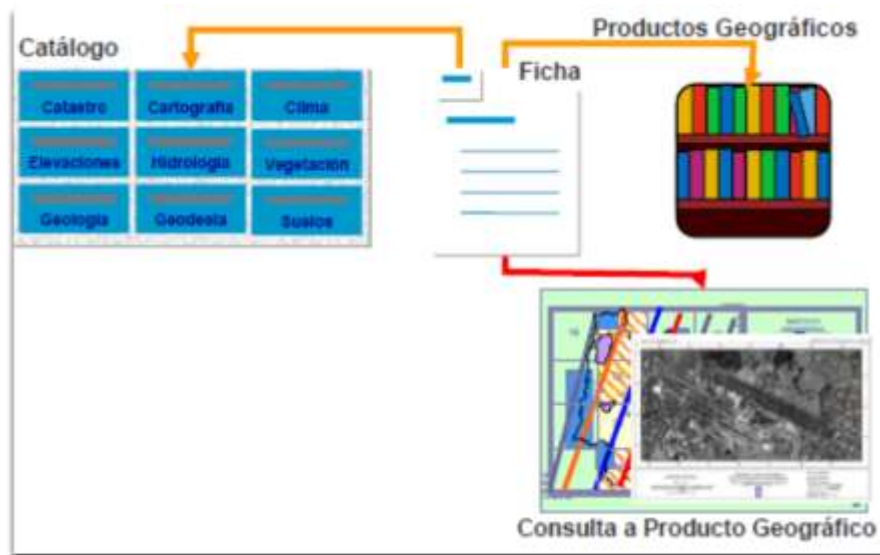 Productos Geográficos
Catálogo
Ficha
Catastro
Cartografía
Clima
Elevaciones
Hidrología
Vegetación
Geología
Geodesia
Suelos
Consulta a Producto Geográfico